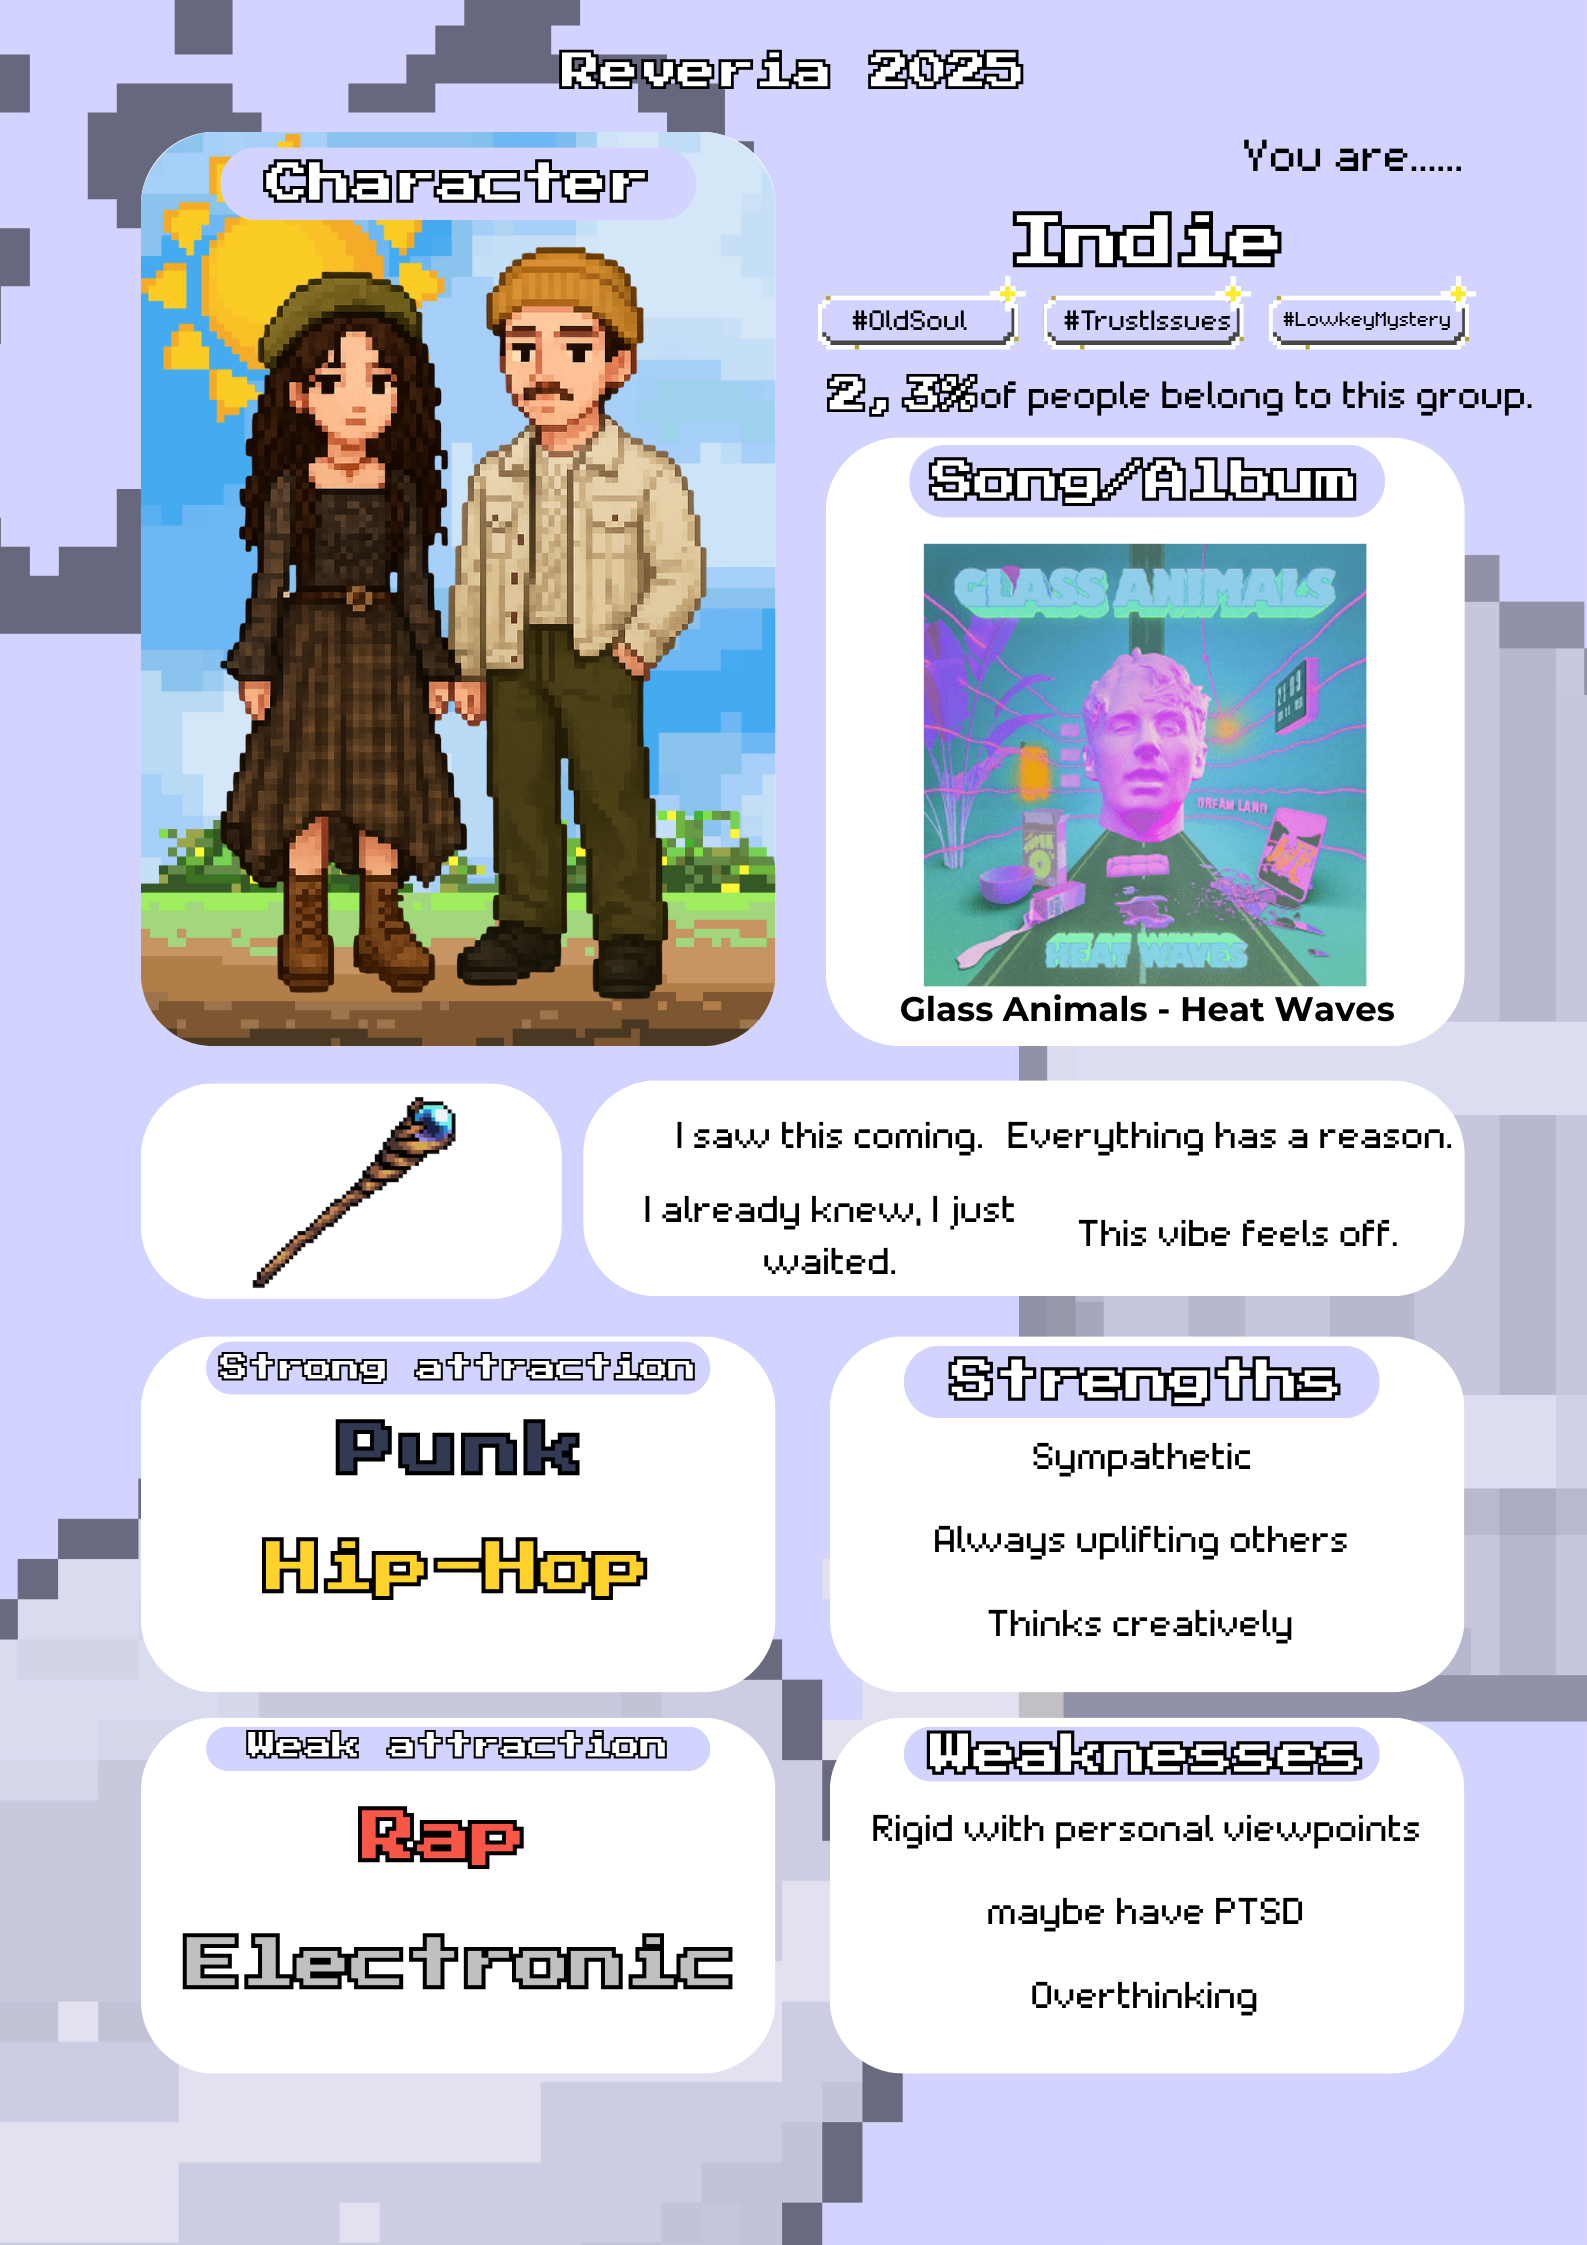 Reveria 2025
Character
You are......
Indie
#OldSoul
#TrustIssues
#LowkeyMystery
2,3% of people belong to this group.
Song/Album
GLASS ANIMALS
DREAM LAND
SUPER
HEAT WAVES
Glass Animals - Heat Waves
I saw this coming.
Everything has a reason.
I already knew, I just
waited.
This vibe feels off.
Strong attraction
Punk
Hip-Hop
Strengths
Sympathetic
Always uplifting others
Thinks creatively
Weak attraction
Rap
Electronic
Weaknesses
Rigid with personal viewpoints
maybe have PTSD
Overthinking